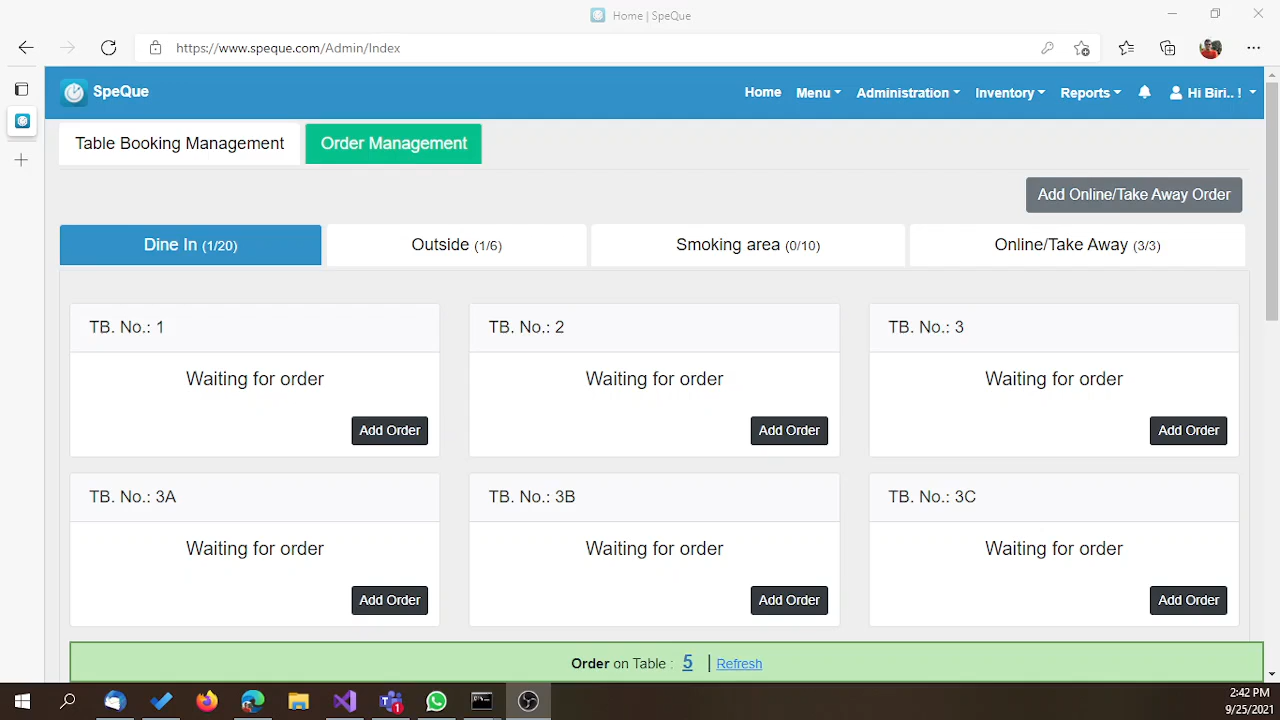 Home | SpeQue
https://www.speque.com/Admin/Index
SpeQue
Home Menu Administration Inventory Reports Hi Biri.. !
Table Booking Management Order Management
Add Online/Take Away Order
Dine In (1/20) Outside (1/6) Smoking area (0/10) Online/Take Away (3/3)
TB. No.: 1 TB. No.: 2 TB. No.: 3
Waiting for order Waiting for order Waiting for order
Add Order Add Order Add Order
TB. No.: 3A TB. No.: 3B TB. No.: 3C
Waiting for order Waiting for order Waiting for order
Add Order Add Order Add Order
Order on Table : 5 | Refresh
1
2:42 PM
9/25/2021